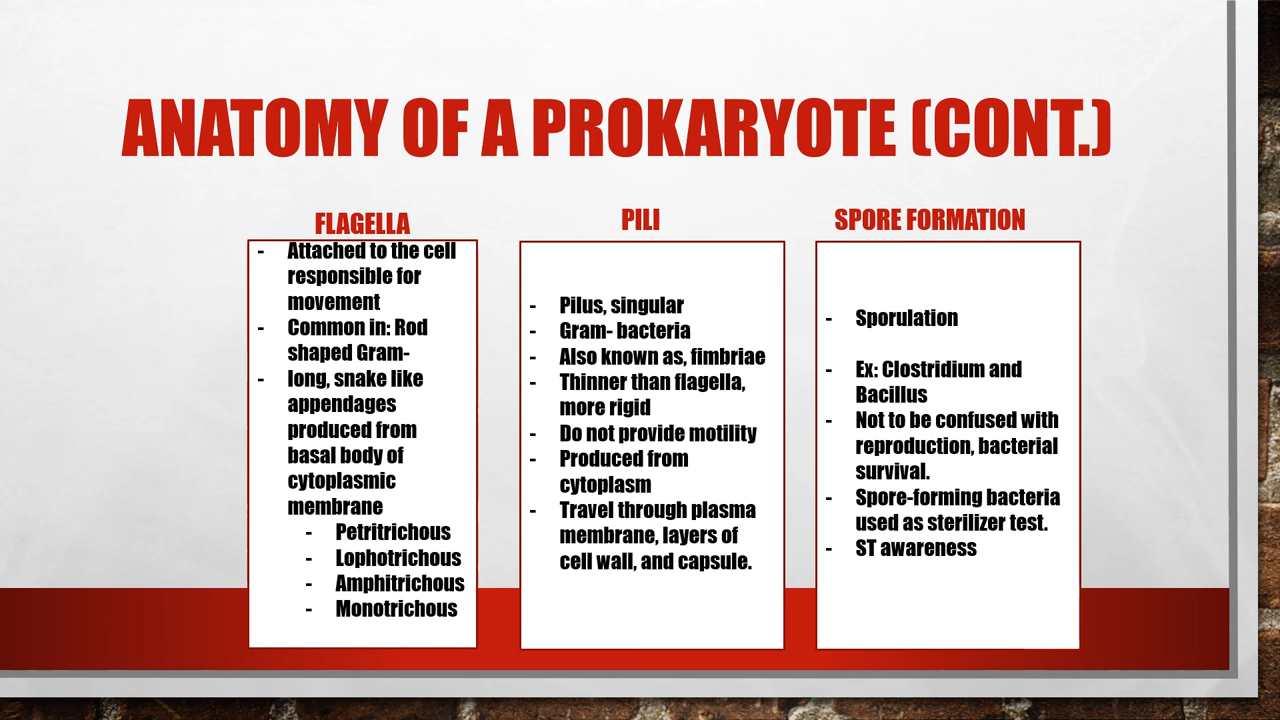 ANATOMY OF A PROKARYOTE (CONT.)
FLAGELLA
- Attached to the cell
responsible for
movement
- Common in: Rod
shaped Gram-
- long, snake like
appendages
produced from
basal body of
cytoplasmic
membrane
- Petritrichous
- Lophotrichous
- Amphitrichous
- Monotrichous
PILI
- Pilus, singular
- Gram- bacteria
- Also known as, fimbriae
- Thinner than flagella,
more rigid
- Do not provide motility
- Produced from
cytoplasm
- Travel through plasma
membrane, layers of
cell wall, and capsule.
SPORE FORMATION
- Sporulation
- Ex: Clostridium and
Bacillus
- Not to be confused with
reproduction, bacterial
survival.
- Spore-forming bacteria
used as sterilizer test.
- ST awareness